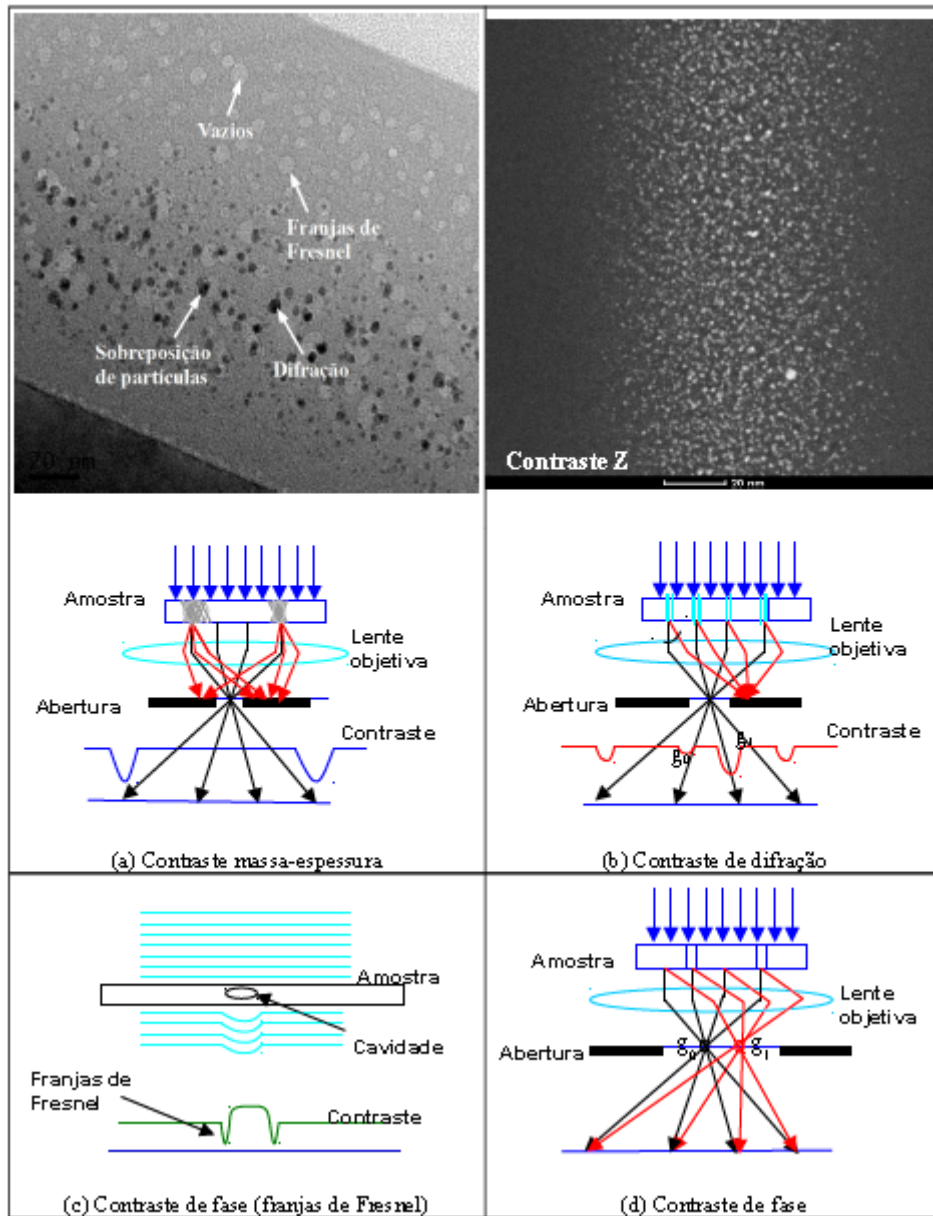 Vazios
Franjas de
Fresnel
Sobreposição
de partículas
Difração
20 nm
Contraste Z
20 nm
Amostra
Lente
objetiva
Abertura
Contraste
(a) Contraste massa-espessura
Amostra
Lente
objetiva
Abertura
Contraste
g₀
g₁
(b) Contraste de difração
Amostra
Cavidade
Franjas de
Fresnel
Contraste
(c) Contraste de fase (franjas de Fresnel)
Amostra
Lente
objetiva
Abertura
g₀
g₁
(d) Contraste de fase